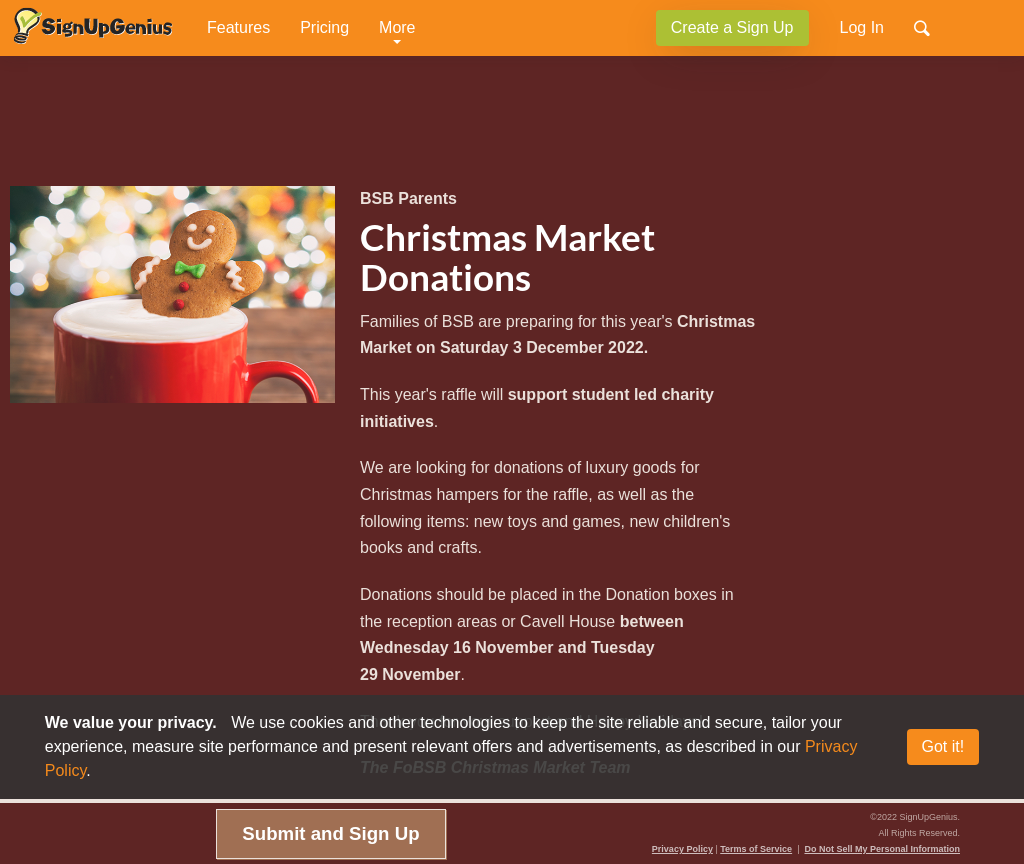 SignUpGenius Features Pricing More Create a Sign Up Log In
BSB Parents
Christmas Market
Donations
Families of BSB are preparing for this year's Christmas
Market on Saturday 3 December 2022.
This year's raffle will support student led charity
initiatives.
We are looking for donations of luxury goods for
Christmas hampers for the raffle, as well as the
following items: new toys and games, new children's
books and crafts.
Donations should be placed in the Donation boxes in
the reception areas or Cavell House between
Wednesday 16 November and Tuesday
29 November.
We value your privacy. We use cookies and other technologies to keep the site reliable and secure, tailor your
experience, measure site performance and present relevant offers and advertisements, as described in our Privacy
Policy.
Got it!
The FoBSB Christmas Market Team
Submit and Sign Up
©2022 SignUpGenius.
All Rights Reserved.
Privacy Policy | Terms of Service | Do Not Sell My Personal Information